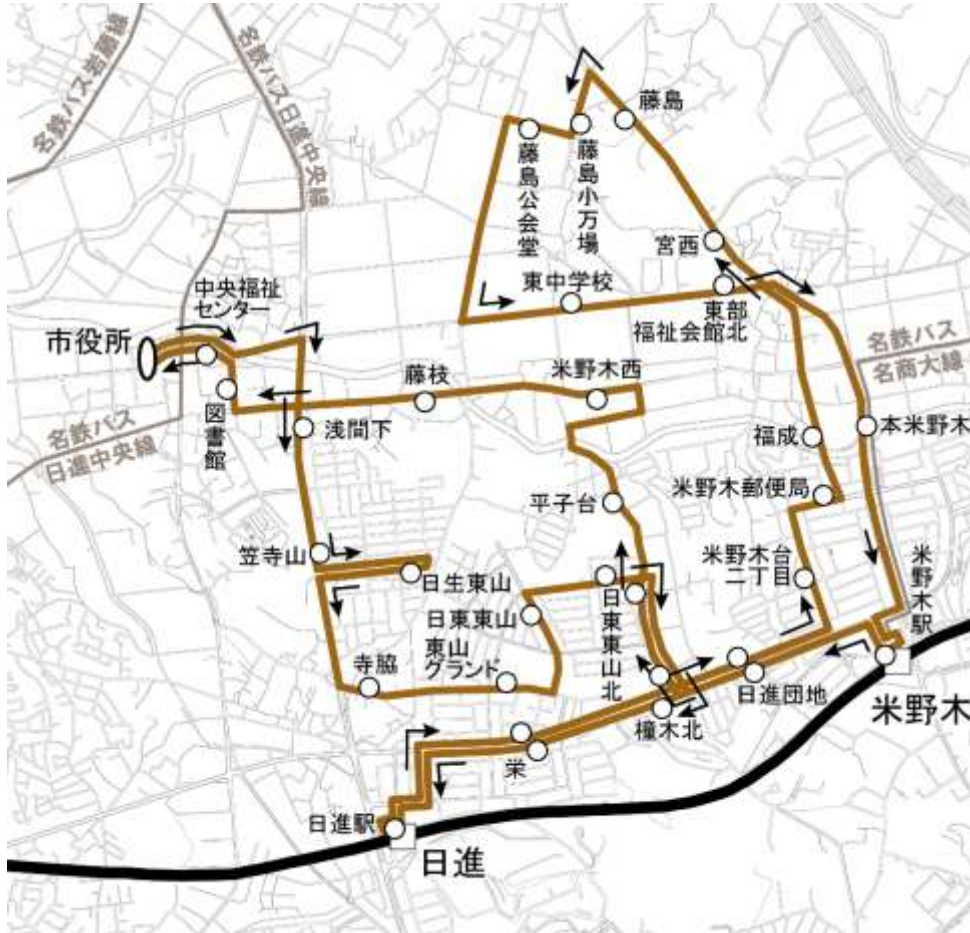 名鉄バス岩藤線
名鉄バス日進中央線
藤島
藤島小万場
藤島公会堂
宮西
中央福祉
センター
東中学校
東部
福祉会館北
市役所
名鉄バス
名商大線
藤枝
米野木西
図書館
浅間下
福成
本米野木
名鉄バス
日進中央線
平子台
米野木郵便局
笠寺山
米野木台
二丁目
米野木駅
日生東山
日東東山
日東東山北
東山
グランド
寺脇
日進団地
米野木
橦木北
栄
日進駅
日進